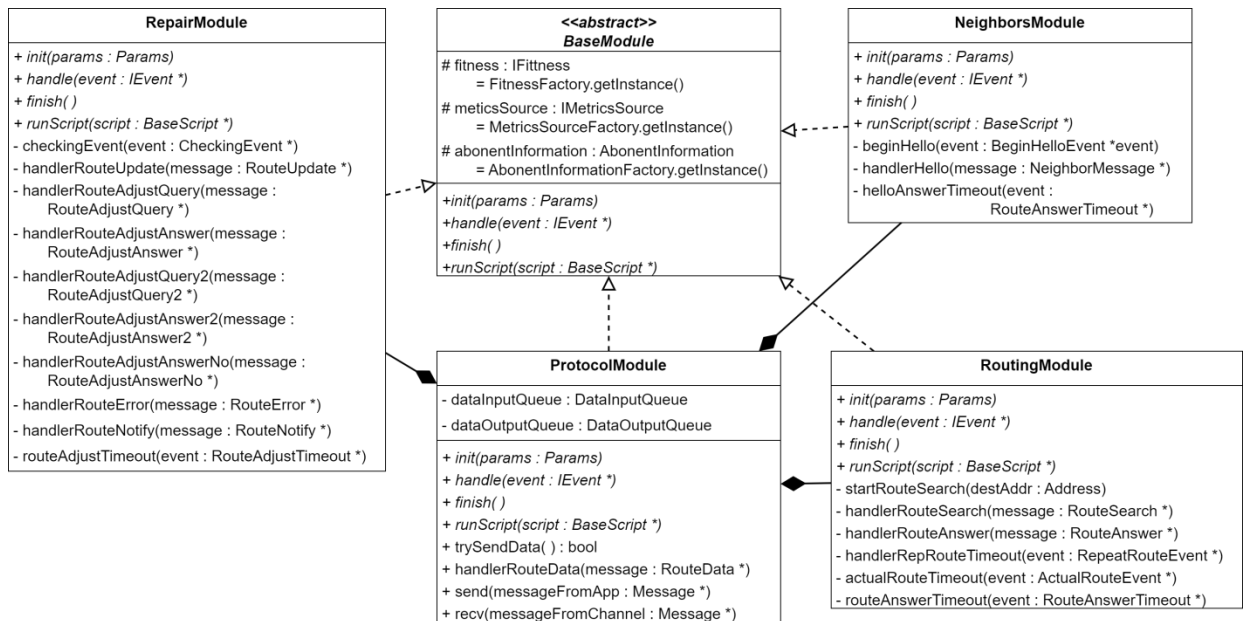 RepairModule
+ init(params : Params)
+ handle(event : IEvent *)
+ finish( )
+ runScript(script : BaseScript *)
- checkingEvent(event : CheckingEvent *)
- handlerRouteUpdate(message : RouteUpdate *)
- handlerRouteAdjustQuery(message :
RouteAdjustQuery *)
- handlerRouteAdjustAnswer(message :
RouteAdjustAnswer *)
- handlerRouteAdjustQuery2(message :
RouteAdjustQuery2 *)
- handlerRouteAdjustAnswer2(message :
RouteAdjustAnswer2 *)
- handlerRouteAdjustAnswerNo(message :
RouteAdjustAnswerNo *)
- handlerRouteError(message : RouteError *)
- handlerRouteNotify(message : RouteNotify *)
- routeAdjustTimeout(event : RouteAdjustTimeout *)
<<abstract>>
BaseModule
# fitness : IFittness
= FitnessFactory.getInstance()
# meticsSource : IMetricsSource
= MetricsSourceFactory.getInstance()
# abonentInformation : AbonentInformation
= AbonentInformationFactory.getInstance()
+init(params : Params)
+handle(event : IEvent *)
+finish( )
+runScript(script : BaseScript *)
NeighborsModule
+ init(params : Params)
+ handle(event : IEvent *)
+ finish( )
+ runScript(script : BaseScript *)
- beginHello(event : BeginHelloEvent *event)
- handlerHello(message : NeighborMessage *)
- helloAnswerTimeout(event :
RouteAnswerTimeout *)
ProtocolModule
- dataInputQueue : DataInputQueue
- dataOutputQueue : DataOutputQueue
+ init(params : Params)
+ handle(event : IEvent *)
+ finish( )
+ runScript(script : BaseScript *)
+ trySendData( ) : bool
+ handlerRouteData(message : RouteData *)
+ send(messageFromApp : Message *)
+ recv(messageFromChannel : Message *)
RoutingModule
+ init(params : Params)
+ handle(event : IEvent *)
+ finish( )
+ runScript(script : BaseScript *)
- startRouteSearch(destAddr : Address)
- handlerRouteSearch(message : RouteSearch *)
- handlerRouteAnswer(message : RouteAnswer *)
- handlerRepRouteTimeout(event : RepeatRouteEvent *)
- actualRouteTimeout(event : ActualRouteEvent *)
- routeAnswerTimeout(event : RouteAnswerTimeout *)